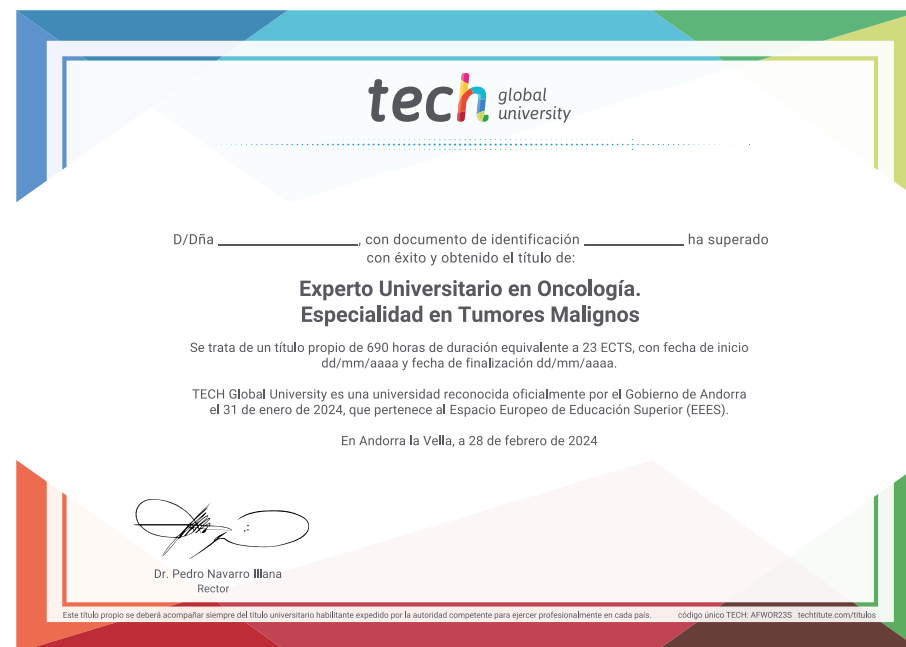 tech global university
D/Dña ____________________, con documento de identificación ______________ ha superado
con éxito y obtenido el título de:
Experto Universitario en Oncología.
Especialidad en Tumores Malignos
Se trata de un título propio de 690 horas de duración equivalente a 23 ECTS, con fecha de inicio
dd/mm/aaaa y fecha de finalización dd/mm/aaaa.
TECH Global University es una universidad reconocida oficialmente por el Gobierno de Andorra
el 31 de enero de 2024, que pertenece al Espacio Europeo de Educación Superior (EEES).
En Andorra la Vella, a 28 de febrero de 2024
Dr. Pedro Navarro Illana
Rector
Este título propio se deberá acompañar siempre del título universitario habilitante expedido por la autoridad competente para ejercer profesionalmente en cada país. código único TECH: AFWOR23S techtitute.com/titulos